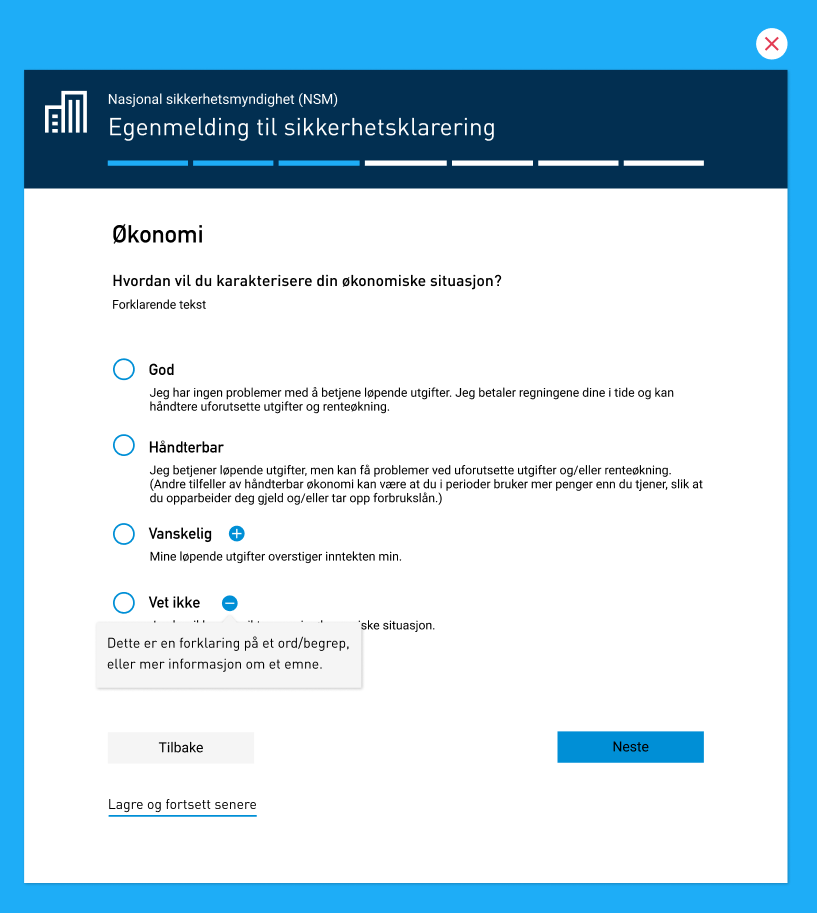 Nasjonal sikkerhetsmyndighet (NSM)
Egenmelding til sikkerhetsklarering
Økonomi
Hvordan vil du karakterisere din økonomiske situasjon?
Forklarende tekst
God
Jeg har ingen problemer med å betjene løpende utgifter. Jeg betaler regningene dine i tide og kan
håndtere uforutsette utgifter og renteøkning.
Håndterbar
Jeg betjener løpende utgifter, men kan få problemer ved uforutsette utgifter og/eller renteøkning.
(Andre tilfeller av håndterbar økonomi kan være at du i perioder bruker mer penger enn du tjener, slik at
du opparbeider deg gjeld og/eller tar opp forbrukslån.)
Vanskelig
Mine løpende utgifter overstiger inntekten min.
Vet ikke
ske situasjon.
Dette er en forklaring på et ord/begrep,
eller mer informasjon om et emne.
Tilbake
Neste
Lagre og fortsett senere